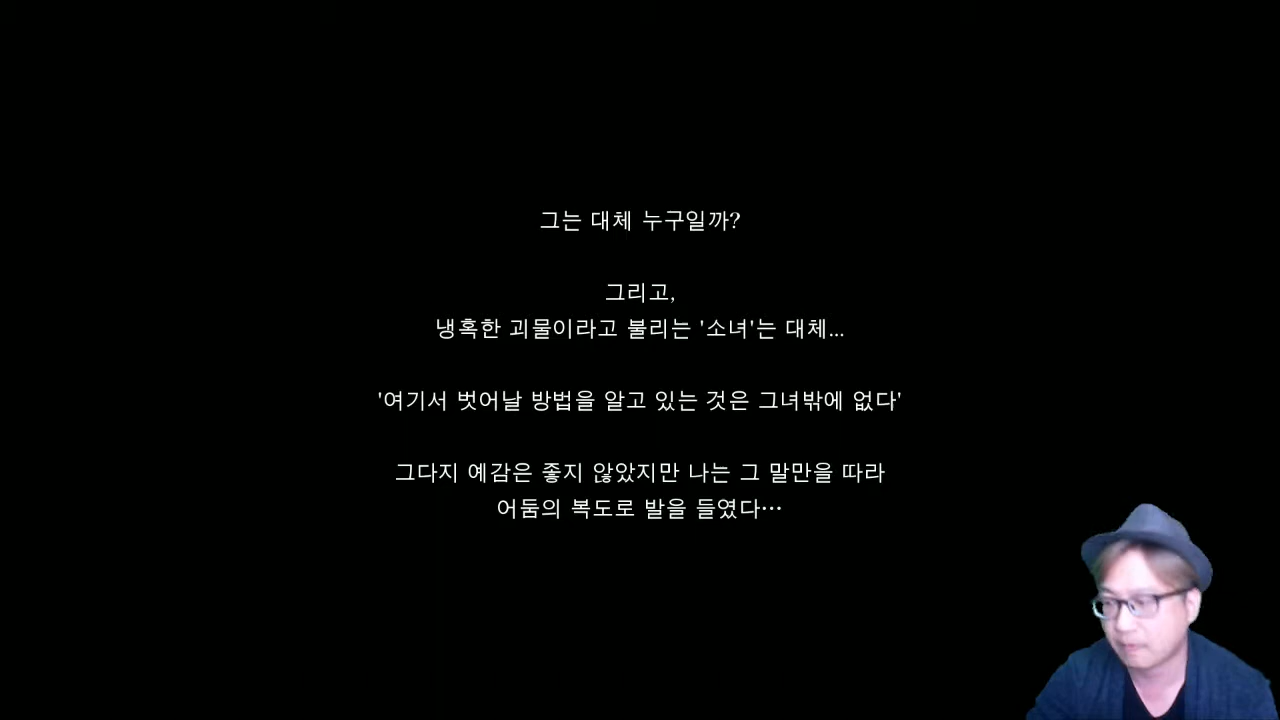 그는 대체 누구일까?
그리고,
냉혹한 괴물이라고 불리는 '소녀'는 대체...
'여기서 벗어날 방법을 알고 있는 것은 그녀밖에 없다'
그다지 예감은 좋지 않았지만 나는 그 말만을 따라
어둠의 복도로 발을 들였다…